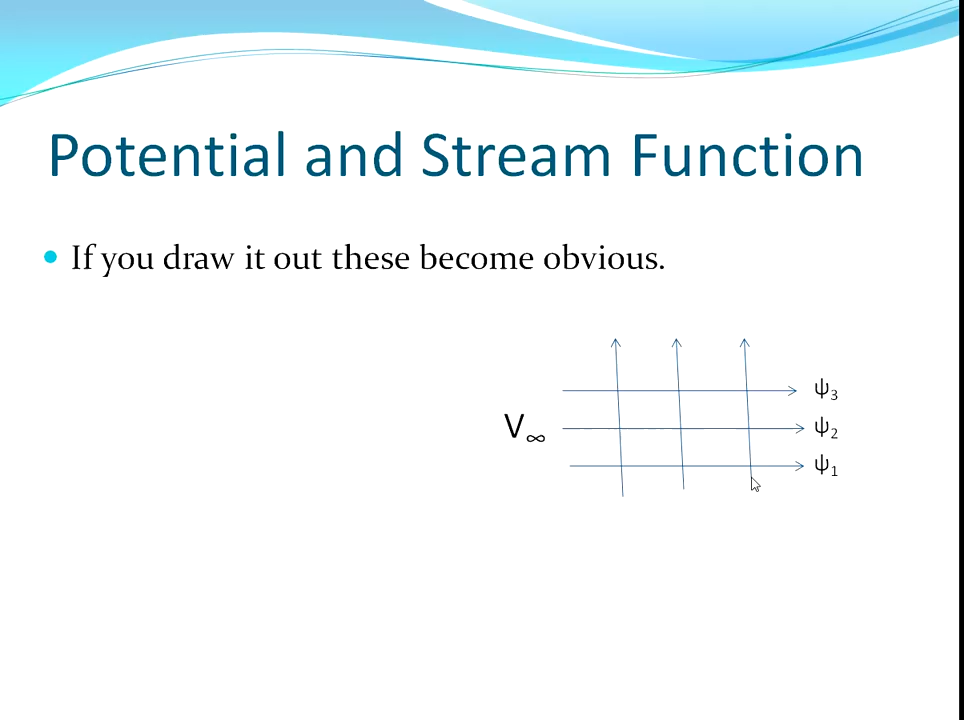 Potential and Stream Function
If you draw it out these become obvious.
ψ₃
V∞ ψ₂
ψ₁